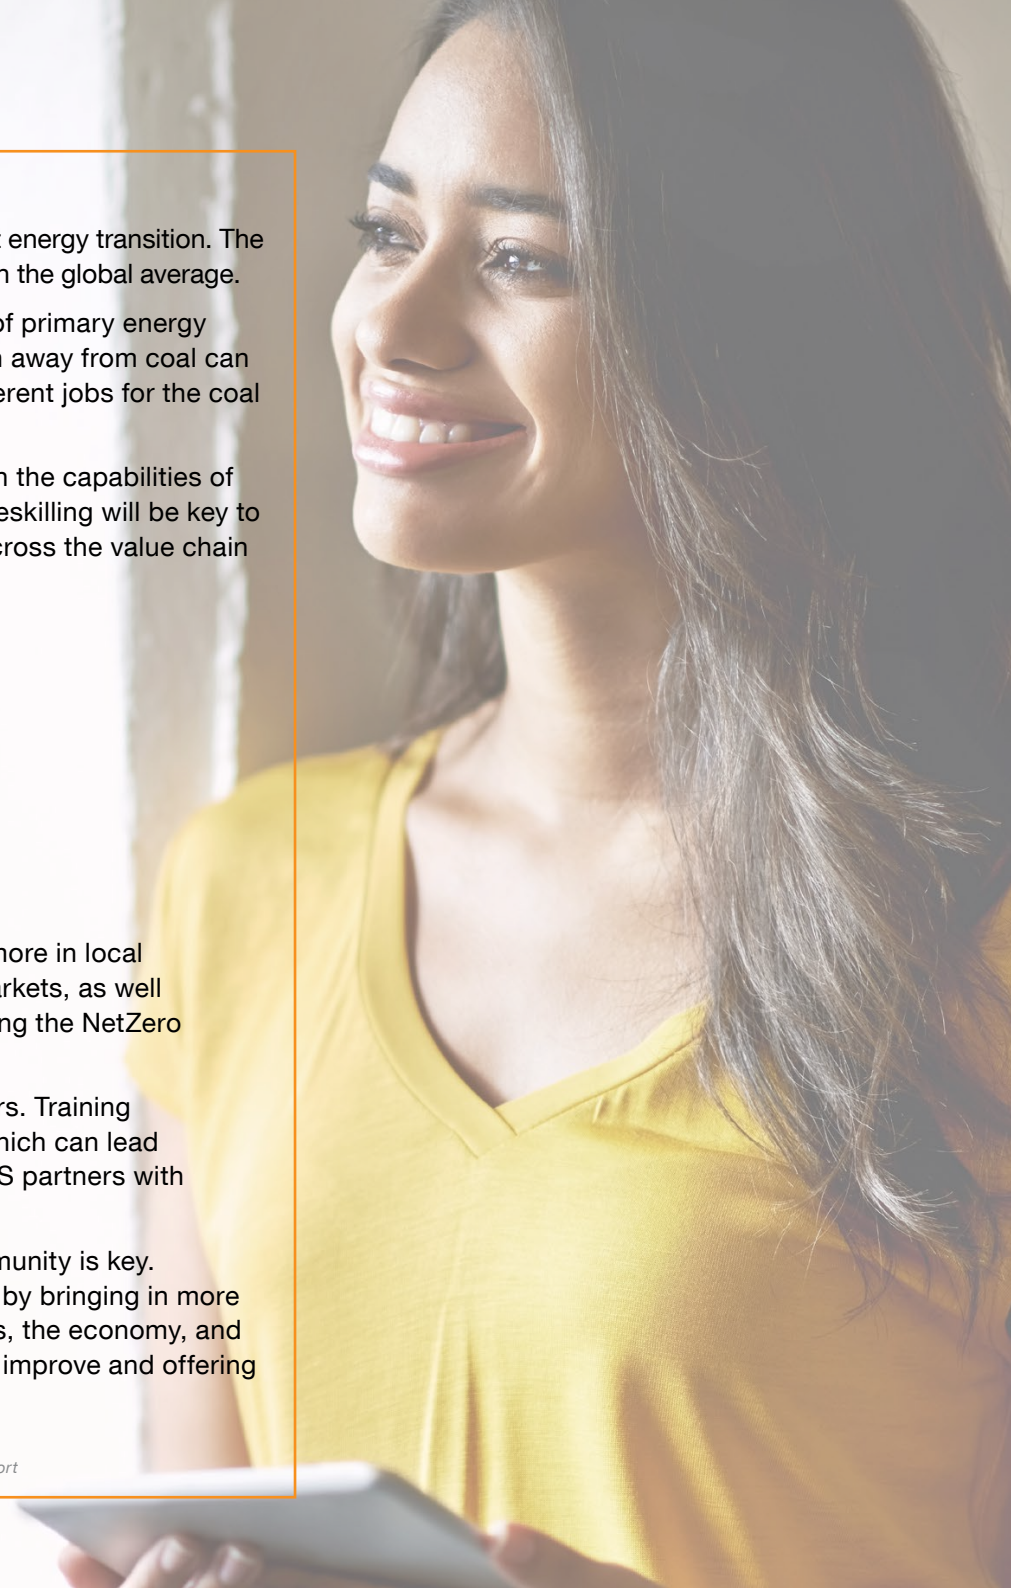 energy transition. The
the global average.
of primary energy
away from coal can
erent jobs for the coal
the capabilities of
eskilling will be key to
cross the value chain
more in local
arkets, as well
ng the NetZero
rs. Training
hich can lead
S partners with
munity is key.
by bringing in more
s, the economy, and
improve and offering
ort